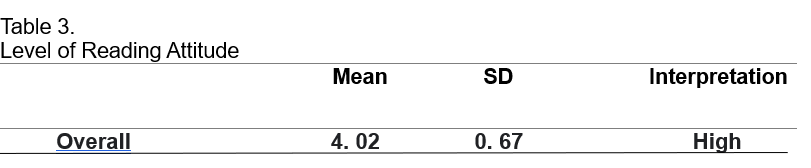 Table 3.
Level of Reading Attitude
Mean SD Interpretation
Overall 4. 02 0. 67 High